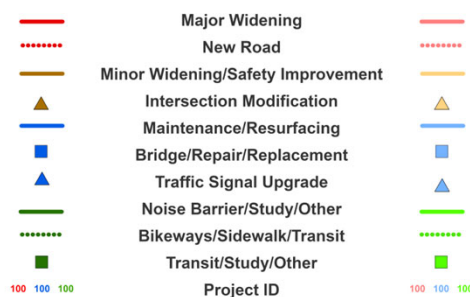 Major Widening
New Road
Minor Widening/Safety Improvement
Intersection Modification
Maintenance/Resurfacing
Bridge/Repair/Replacement
Traffic Signal Upgrade
Noise Barrier/Study/Other
Bikeways/Sidewalk/Transit
Transit/Study/Other
100 100 100 Project ID 100 100 100